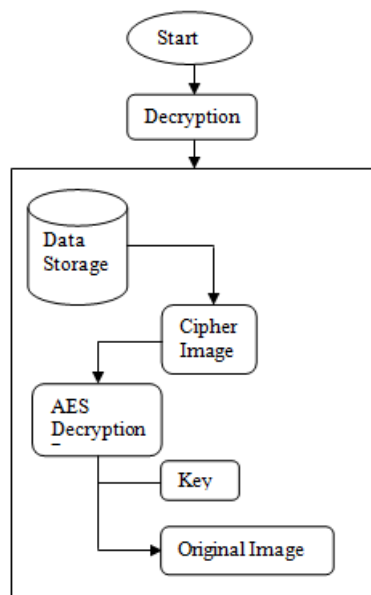 Start
Decryption
Data
Storage
Cipher
Image
AES
Decryption
Key
Original Image